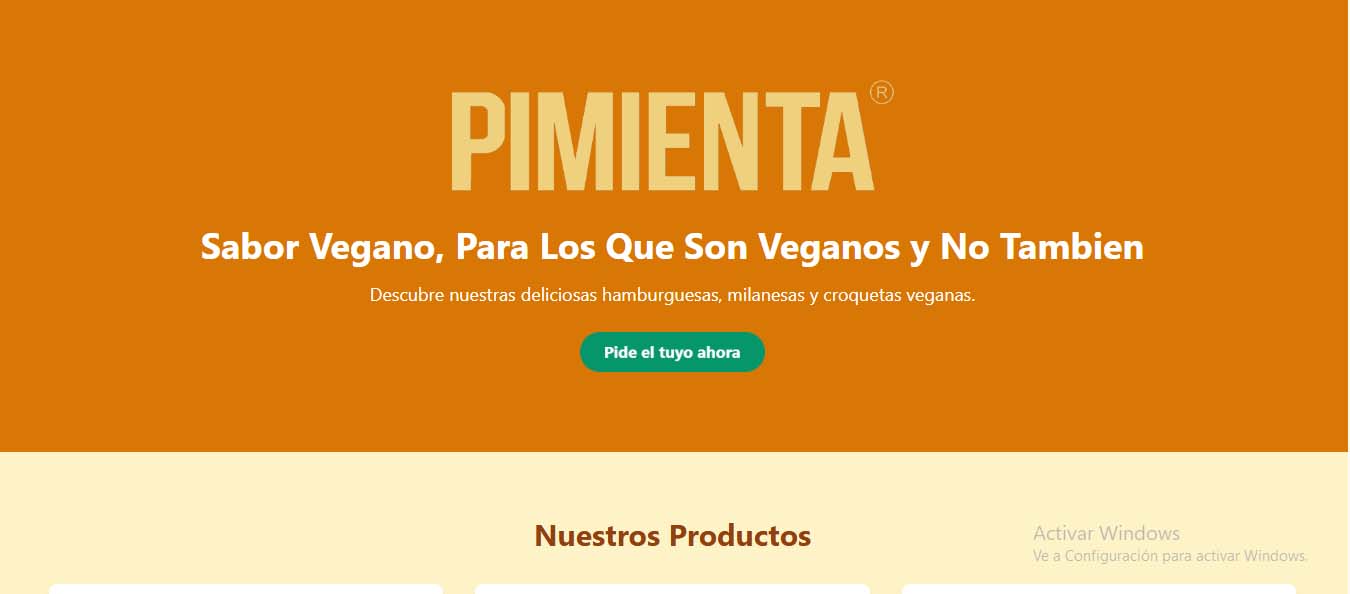 PIMIENTA®
Sabor Vegano, Para Los Que Son Veganos y No Tambien
Descubre nuestras deliciosas hamburguesas, milanesas y croquetas veganas.
Pide el tuyo ahora
Nuestros Productos
Activar Windows
Ve a Configuración para activar Windows.